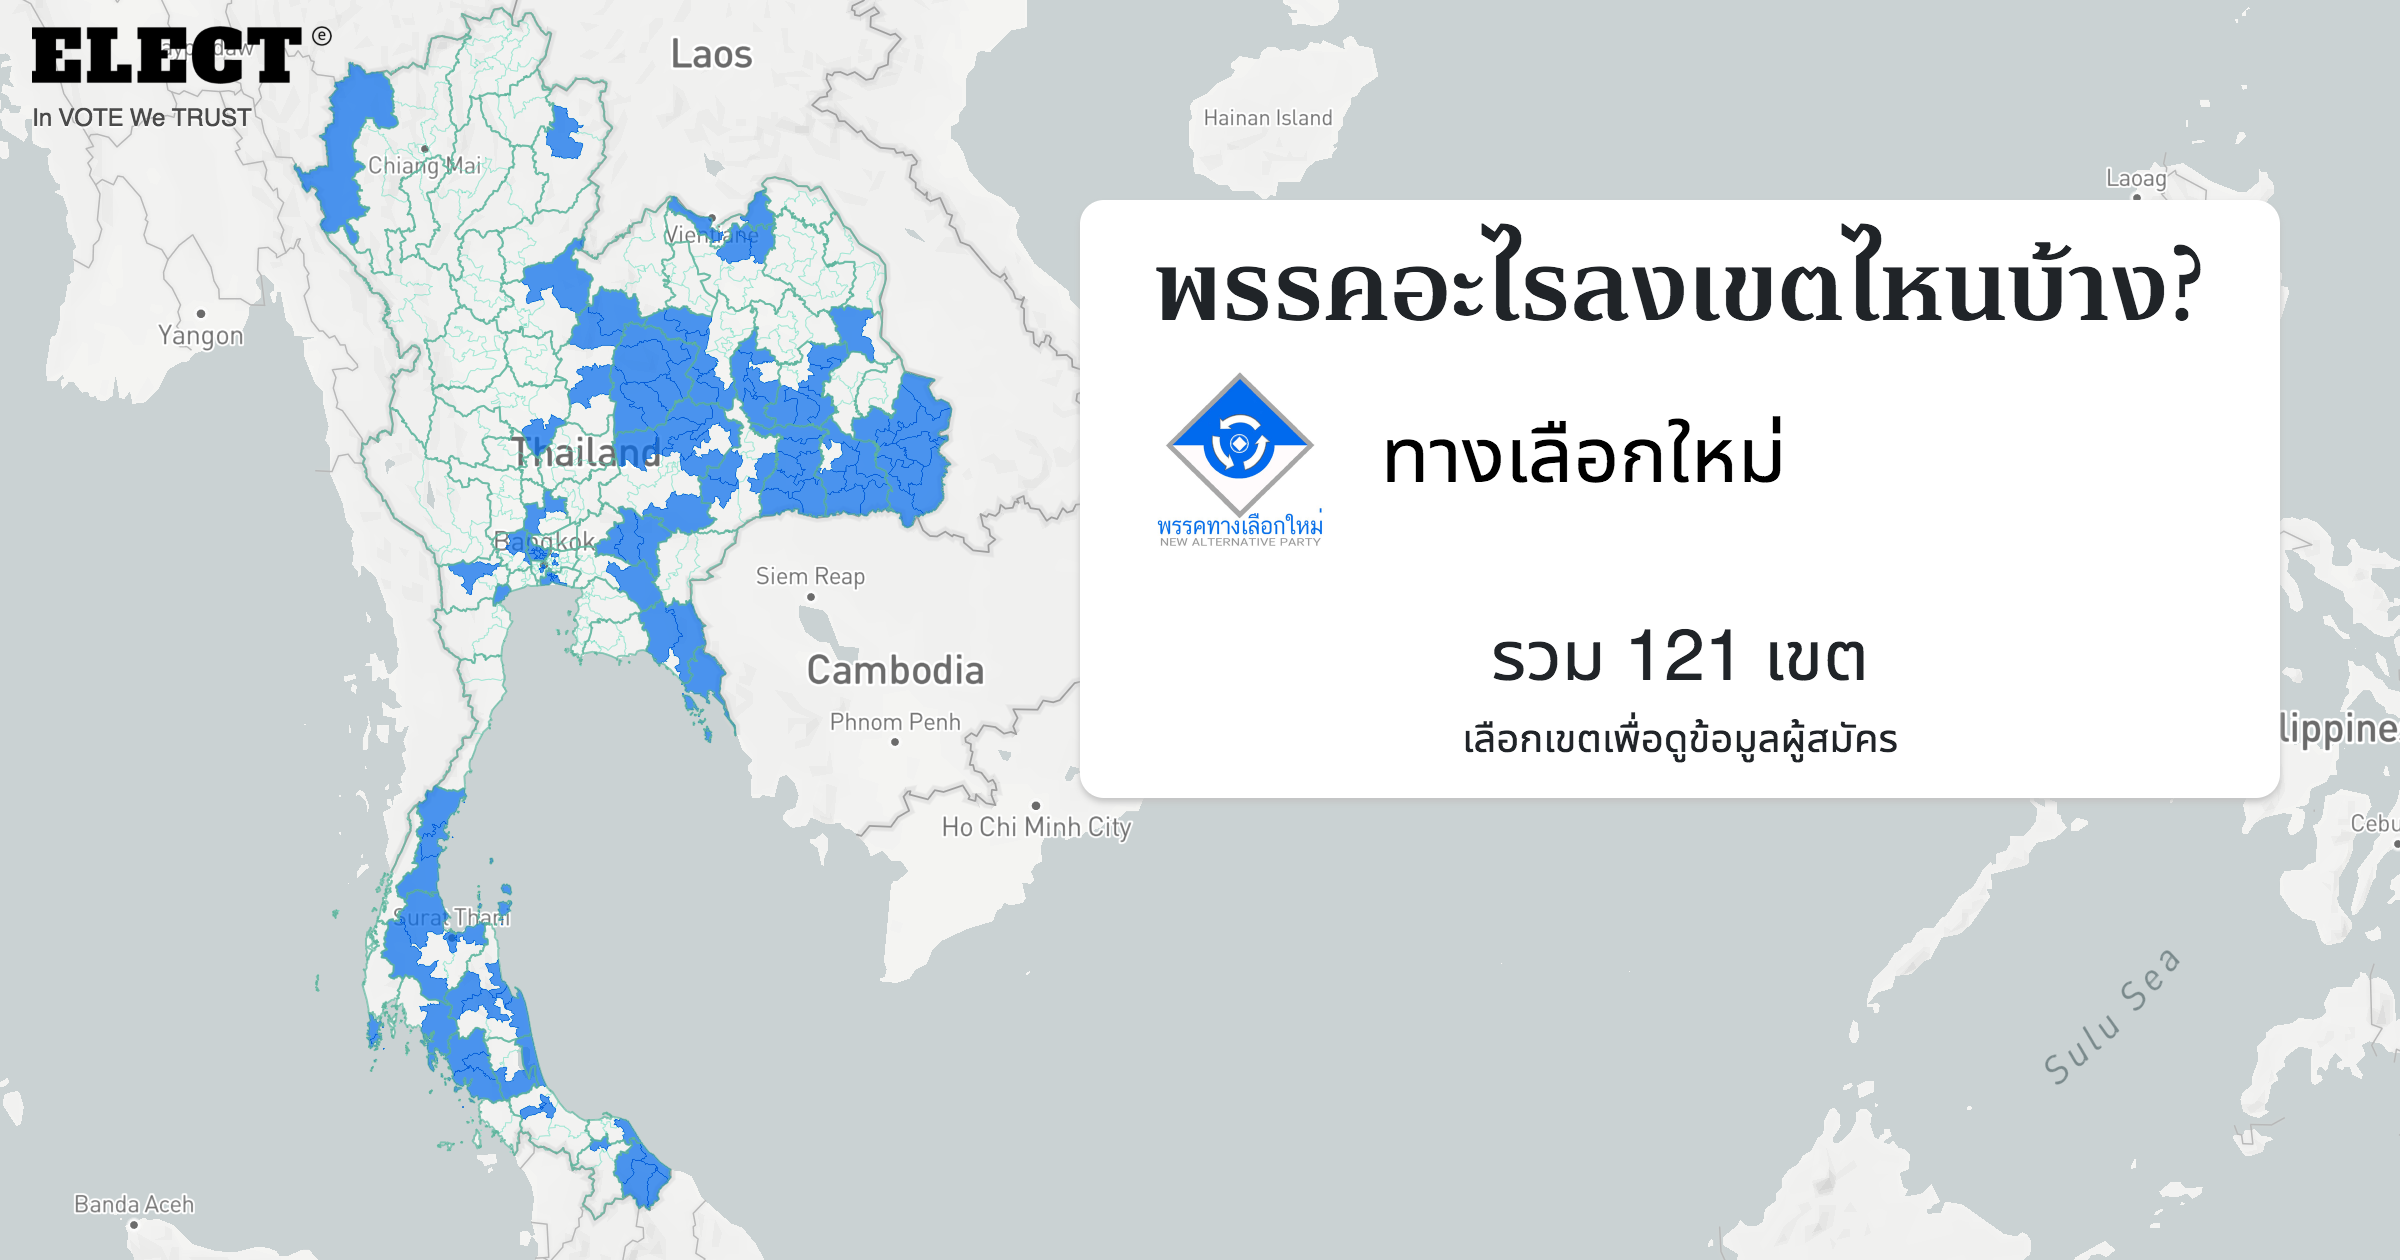 ELECT ⓔ
In VOTE We TRUST
Laos
Hainan Island
Laoag
Chiang Mai
Vientiane
Yangon
Thailand
Bangkok
Siem Reap
Cambodia
Phnom Penh
Ho Chi Minh City
Surat Thani
Banda Aceh
พรรคอะไรลงเขตไหนบ้าง?
ทางเลือกใหม่
พรรคทางเลือกใหม่
NEW ALTERNATIVE PARTY
รวม 121 เขต
เลือกเขตเพื่อดูข้อมูลผู้สมัคร
lippine
Cebu
Sulu Sea